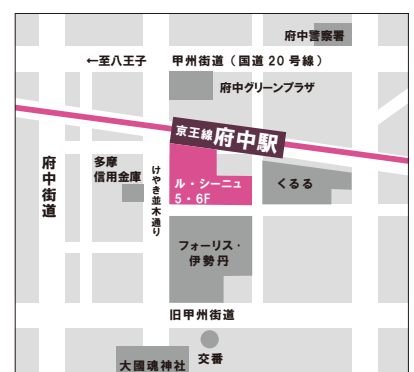 府中警察署
←至八王子 甲州街道（国道20号線）
府中グリーンプラザ
京王線府中駅
府中街道
多摩
信用金庫
けやき並木通り
ル・シーニュ
5・6F
くるる
フォーリス・
伊勢丹
旧甲州街道
交番
大國魂神社